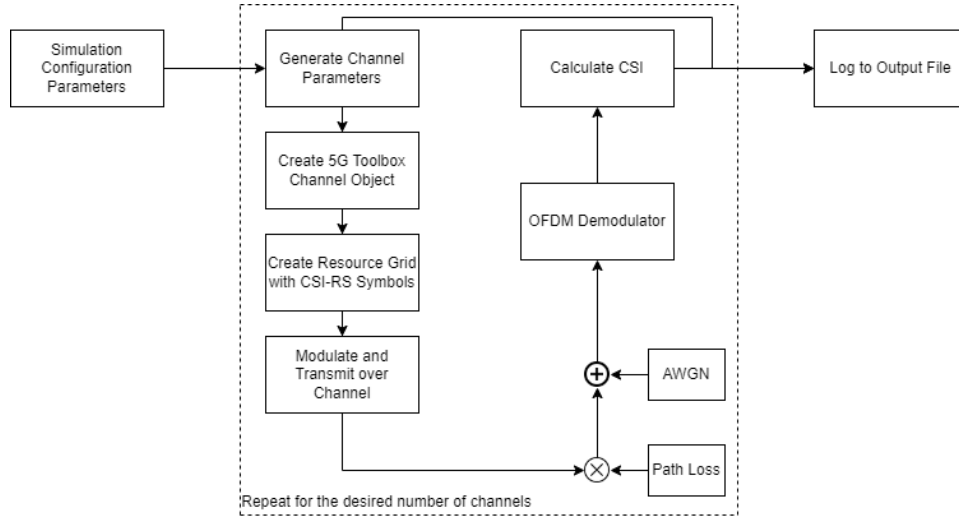 Simulation
Configuration
Parameters
Generate Channel
Parameters
Calculate CSI
Log to Output File
Create 5G Toolbox
Channel Object
OFDM Demodulator
Create Resource Grid
with CSI-RS Symbols
Modulate and
Transmit over
Channel
AWGN
Path Loss
Repeat for the desired number of channels